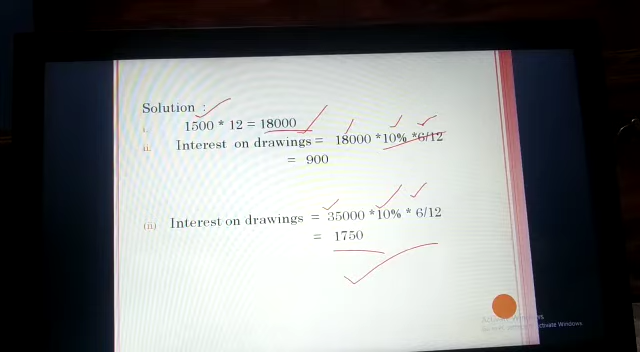 Solution :
i. 1500 * 12 = 18000
ii. Interest on drawings = 18000 *10% *6/12
= 900
(ii) Interest on drawings = 35000 *10% * 6/12
= 1750